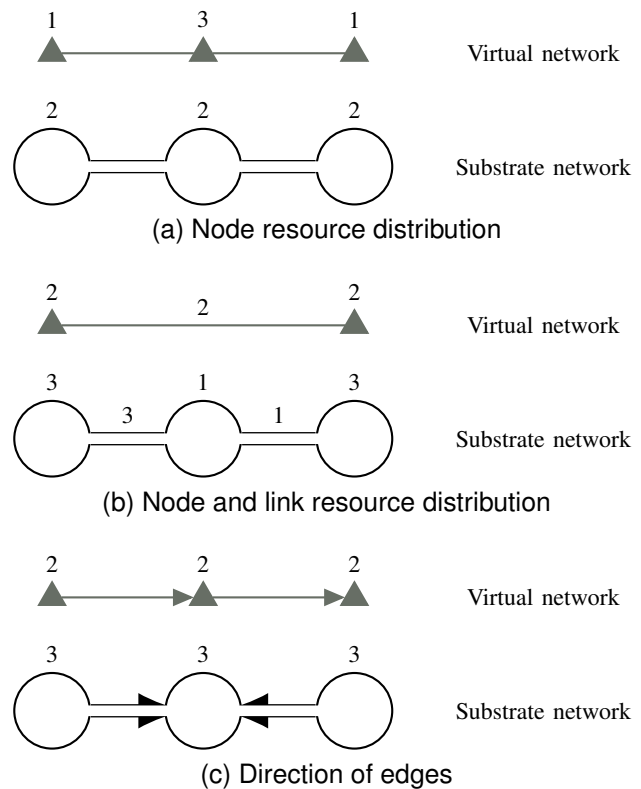 1 3 1
Virtual network
2 2 2
Substrate network
(a) Node resource distribution
2 2 2
Virtual network
3 1 3
3 1
Substrate network
(b) Node and link resource distribution
2 2 2
Virtual network
3 3 3
Substrate network
(c) Direction of edges